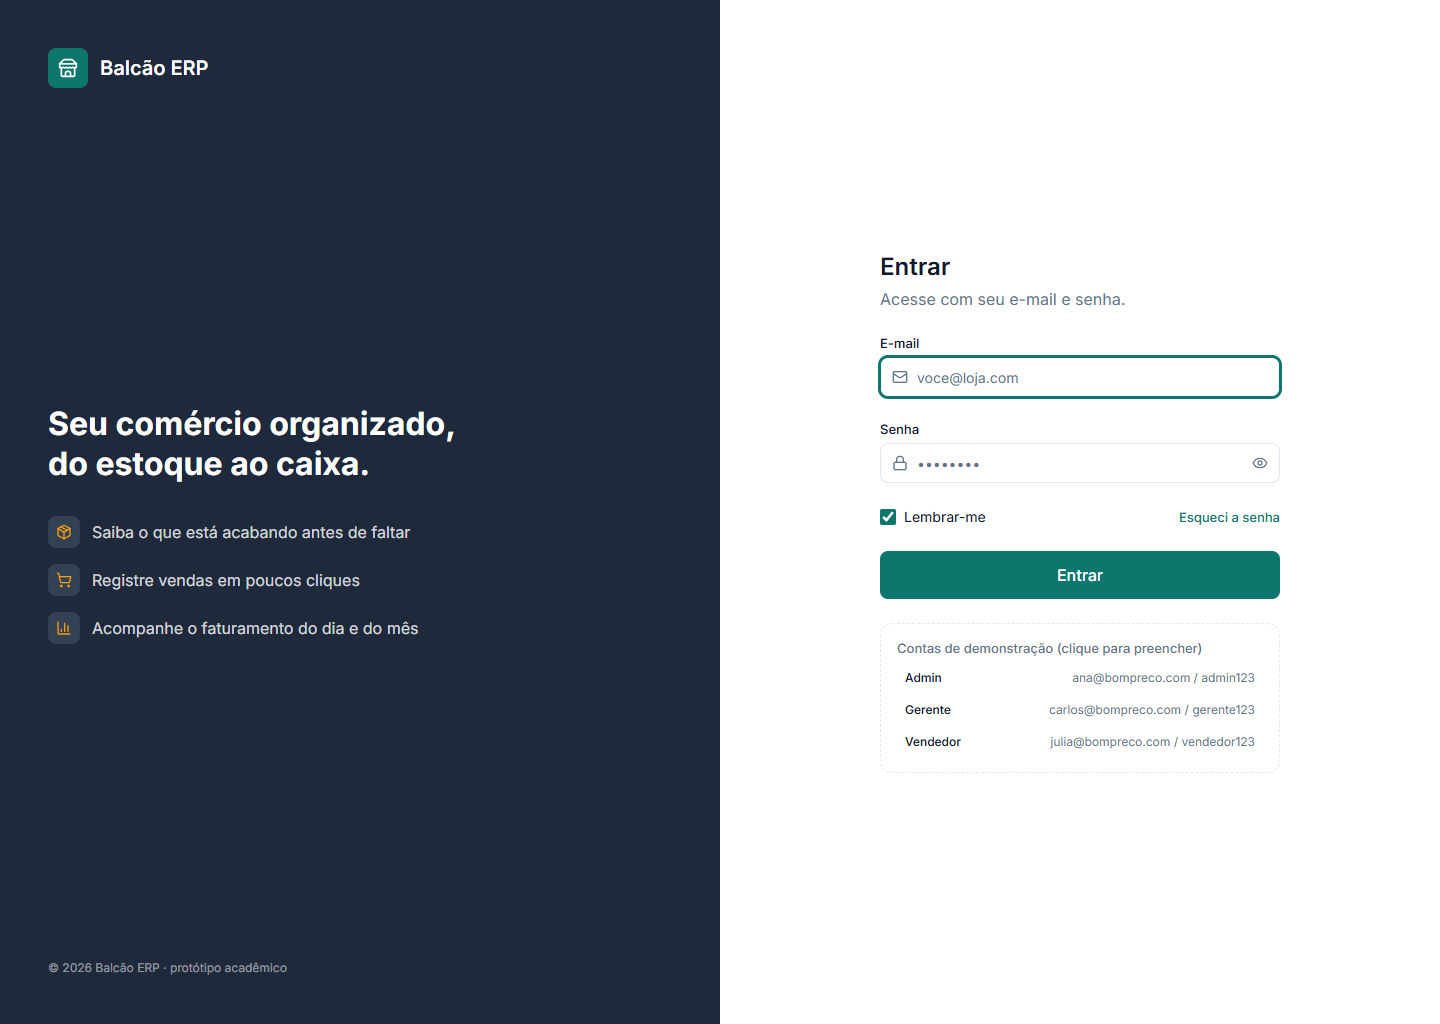 Balcão ERP
Seu comércio organizado,
do estoque ao caixa.
Saiba o que está acabando antes de faltar
Registre vendas em poucos cliques
Acompanhe o faturamento do dia e do mês
© 2026 Balcão ERP · protótipo acadêmico
Entrar
Acesse com seu e-mail e senha.
E-mail
voce@loja.com
Senha
••••••••
Lembrar-me
Esqueci a senha
Entrar
Contas de demonstração (clique para preencher)
Admin ana@bompreco.com / admin123
Gerente carlos@bompreco.com / gerente123
Vendedor julia@bompreco.com / vendedor123